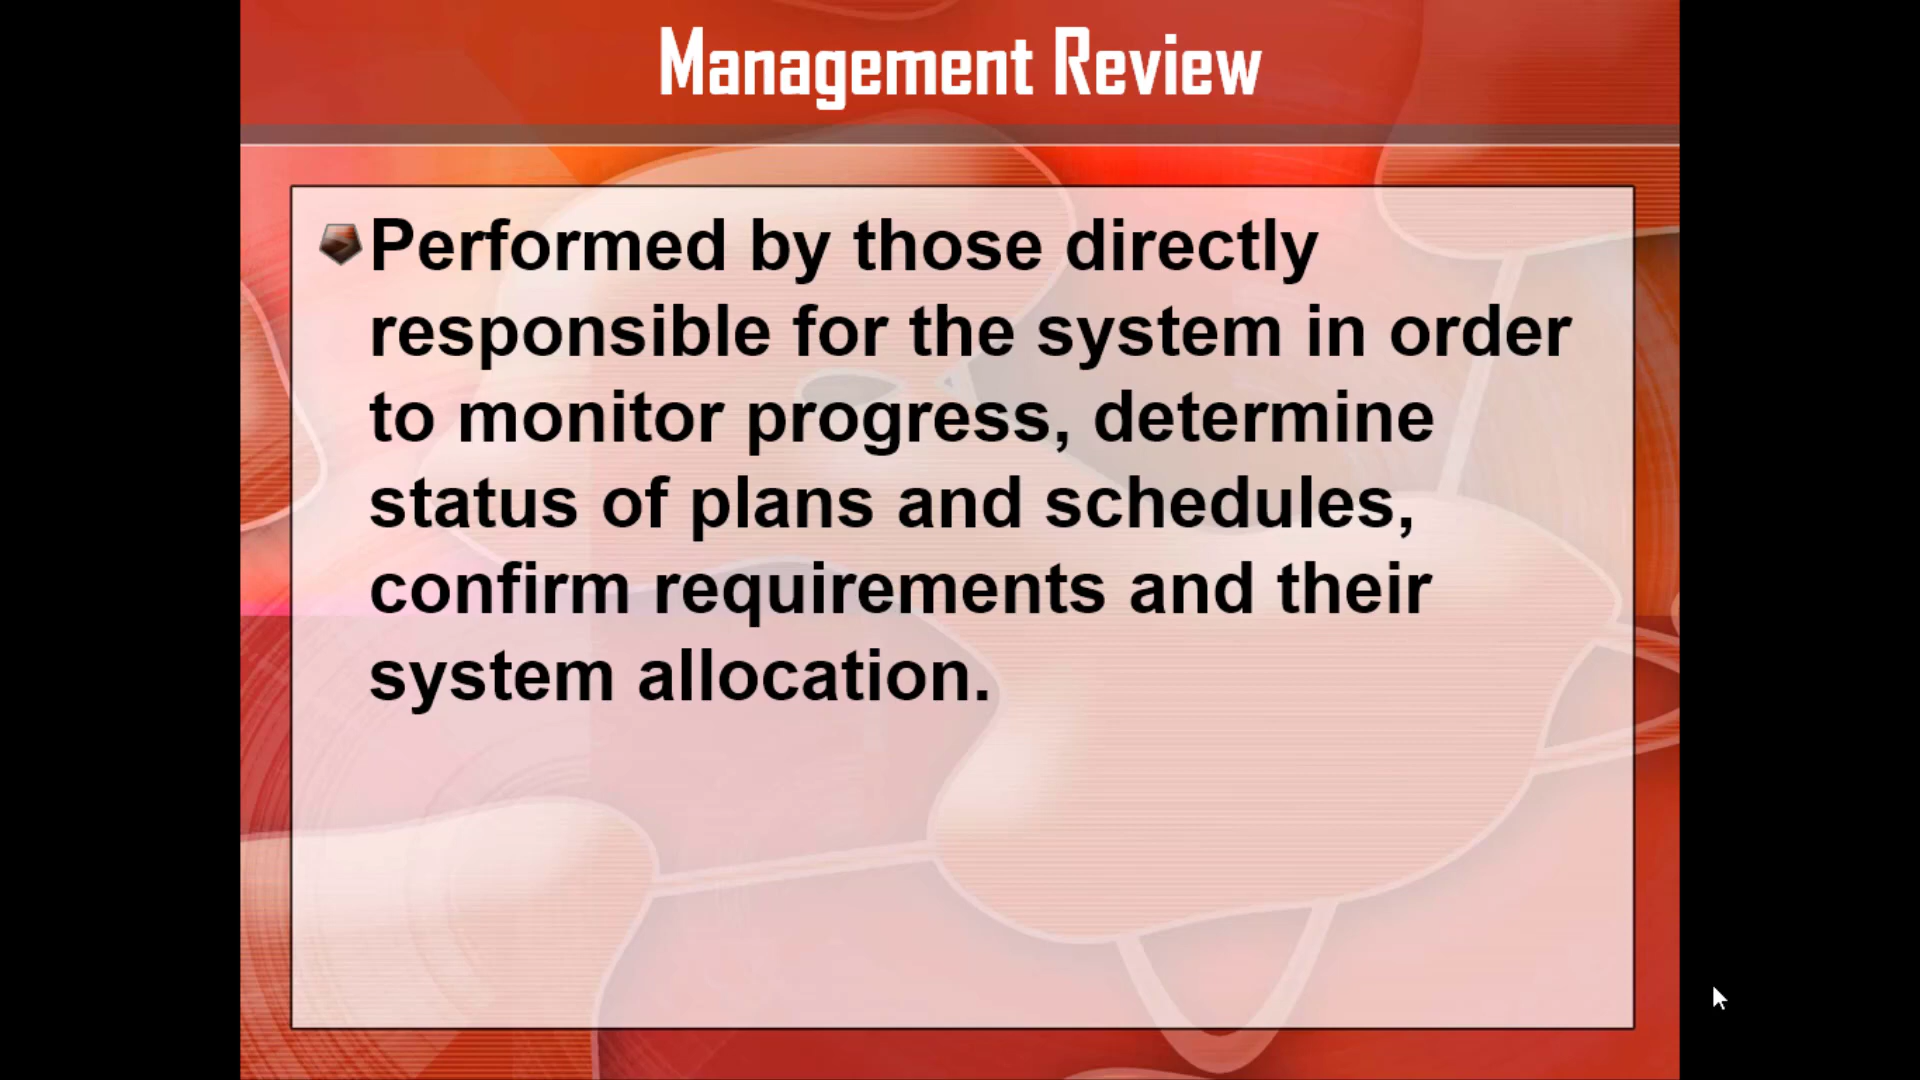 Management Review
Performed by those directly
responsible for the system in order
to monitor progress, determine
status of plans and schedules,
confirm requirements and their
system allocation.